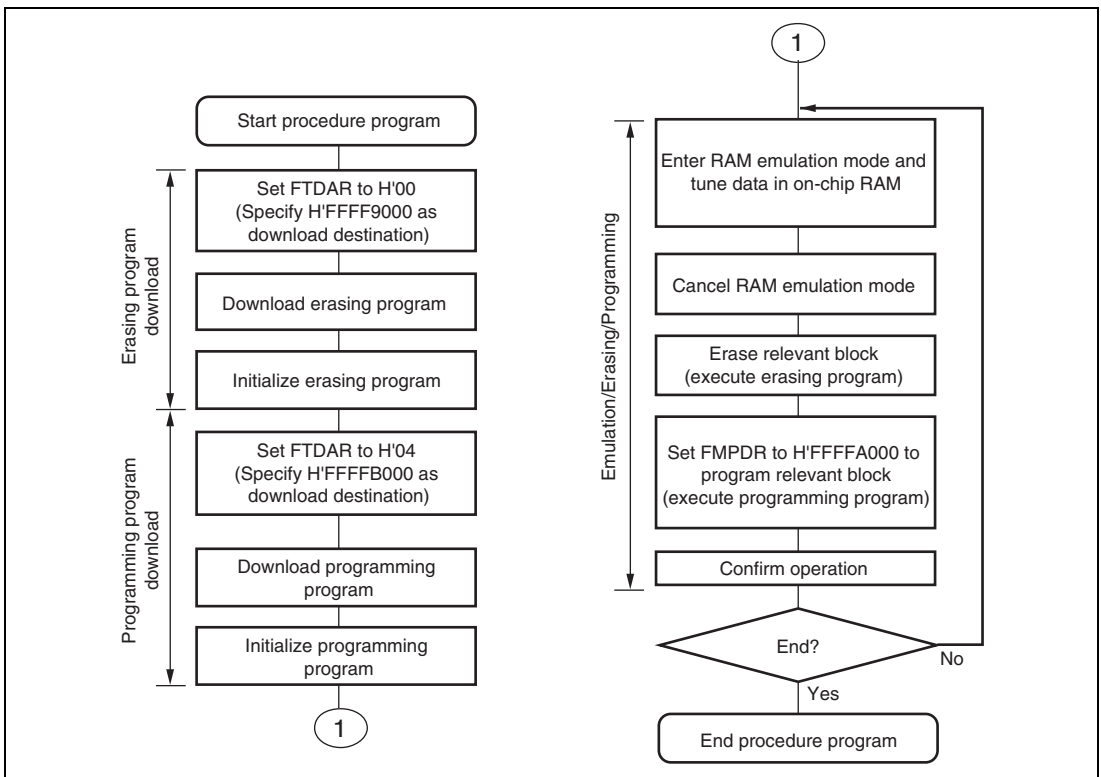 Start procedure program
Erasing program
download
Set FTDAR to H'00
(Specify H'FFFF9000 as
download destination)
Download erasing program
Initialize erasing program
Programming program
download
Set FTDAR to H'04
(Specify H'FFFFB000 as
download destination)
Download programming
program
Initialize programming
program
1
1
Emulation/Erasing/Programming
Enter RAM emulation mode and
tune data in on-chip RAM
Cancel RAM emulation mode
Erase relevant block
(execute erasing program)
Set FMPDR to H'FFFFA000 to
program relevant block
(execute programming program)
Confirm operation
End?
No
Yes
End procedure program